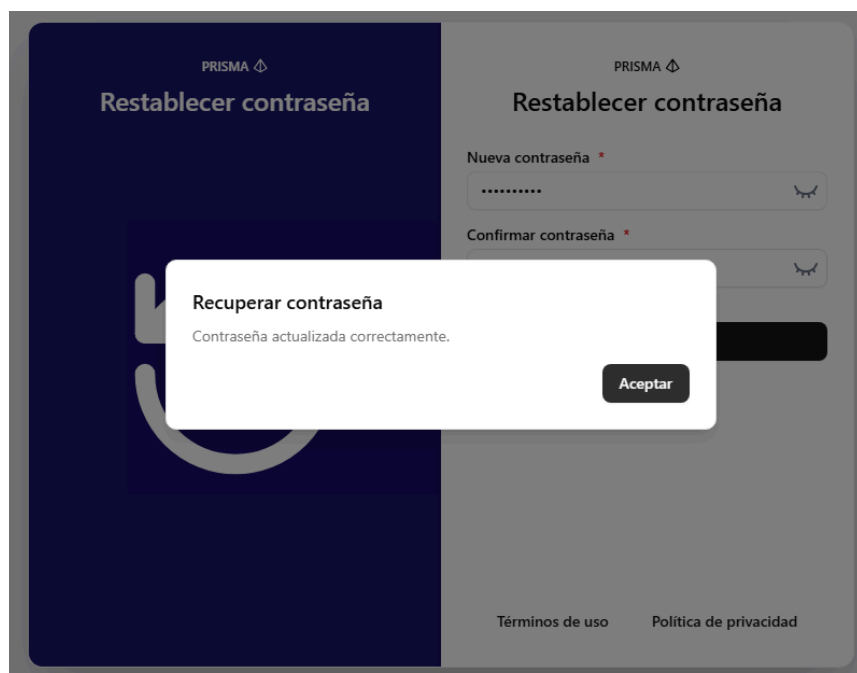 PRISMA
Restablecer contraseña
PRISMA
Restablecer contraseña
Nueva contraseña *
••••••••••
Confirmar contraseña *
Recuperar contraseña
Contraseña actualizada correctamente.
Aceptar
Términos de uso
Política de privacidad